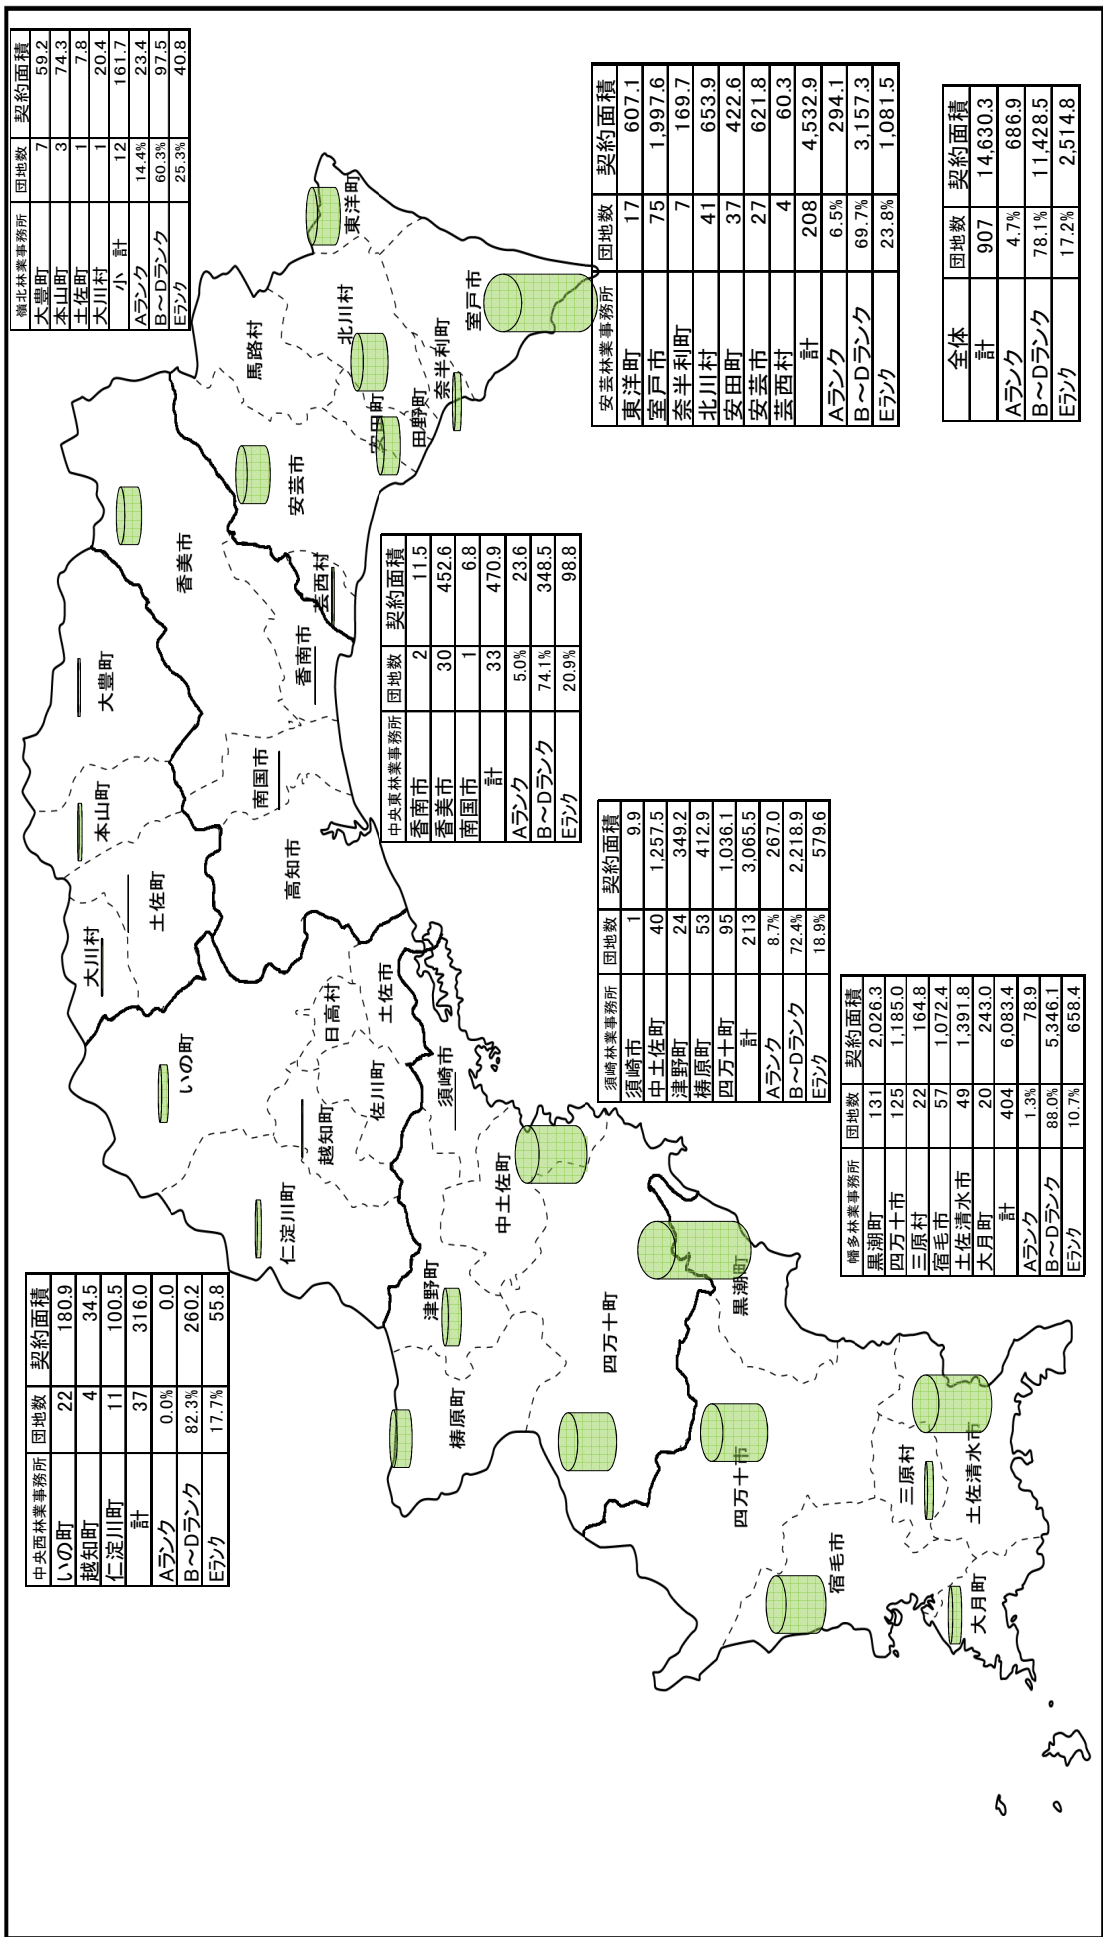 中央西林業事務所 団地数 契約面積
いの町 22 180.9
越知町 4 34.5
仁淀川町 11 100.5
計 37 316.0
Aランク 0.0% 0.0
B～Dランク 82.3% 260.2
Eランク 17.7% 55.8
嶺北林業事務所 団地数 契約面積
大豊町 7 59.2
本山町 3 74.3
土佐町 1 7.8
大川村 1 20.4
小 計 12 161.7
Aランク 14.4% 23.4
B～Dランク 60.3% 97.5
Eランク 25.3% 40.8
大川村
本山町
大豊町
土佐町
香美市
馬路村
いの町
南国市
香南市
芸西村
安芸市
北川村
東洋町
高知市
安田町
田野町
奈半利町
室戸市
仁淀川町
越知町
日高村
佐川町
土佐市
須崎市
津野町
梼原町
中土佐町
四万十町
黒潮町
四万十市
宿毛市
三原村
土佐清水市
大月町
中央東林業事務所 団地数 契約面積
香南市 2 11.5
香美市 30 452.6
南国市 1 6.8
計 33 470.9
Aランク 5.0% 23.6
B～Dランク 74.1% 348.5
Eランク 20.9% 98.8
安芸林業事務所 団地数 契約面積
東洋町 17 607.1
室戸市 75 1,997.6
奈半利町 7 169.7
北川村 41 653.9
安田町 37 422.6
安芸市 27 621.8
芸西村 4 60.3
計 208 4,532.9
Aランク 6.5% 294.1
B～Dランク 69.7% 3,157.3
Eランク 23.8% 1,081.5
須崎林業事務所 団地数 契約面積
須崎市 1 9.9
中土佐町 40 1,257.5
津野町 24 349.2
梼原町 53 412.9
四万十町 95 1,036.1
計 213 3,065.5
Aランク 8.7% 267.0
B～Dランク 72.4% 2,218.9
Eランク 18.9% 579.6
幡多林業事務所 団地数 契約面積
黒潮町 131 2,026.3
四万十市 125 1,185.0
三原村 22 164.8
宿毛市 57 1,072.4
土佐清水市 49 1,391.8
大月町 20 243.0
計 404 6,083.4
Aランク 1.3% 78.9
B～Dランク 88.0% 5,346.1
Eランク 10.7% 658.4
全体 団地数 契約面積
計 907 14,630.3
Aランク 4.7% 686.9
B～Dランク 78.1% 11,428.5
Eランク 17.2% 2,514.8